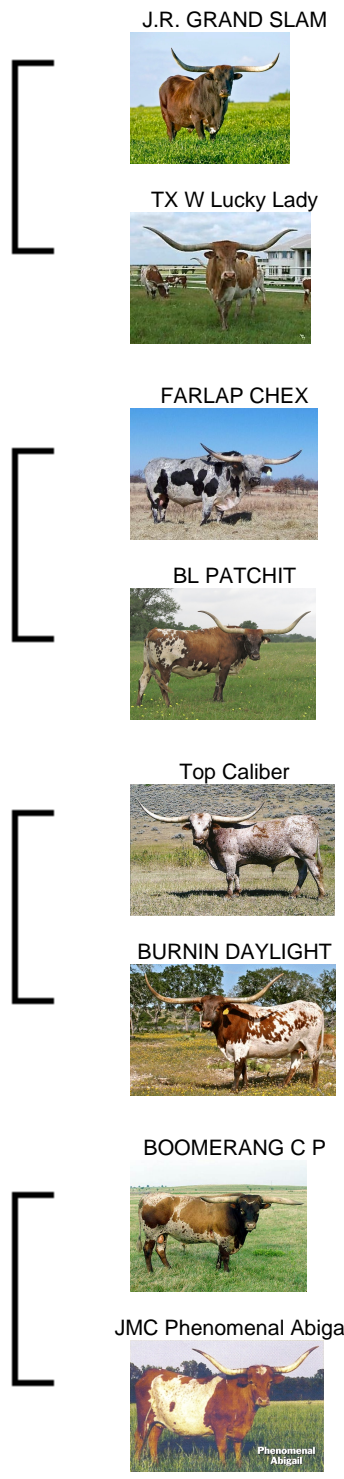 J.R. GRAND SLAM
TX W Lucky Lady
FARLAP CHEX
BL PATCHIT
Top Caliber
BURNIN DAYLIGHT
BOOMERANG C P
JMC Phenomenal Abiga
Phenomenal
Abigail